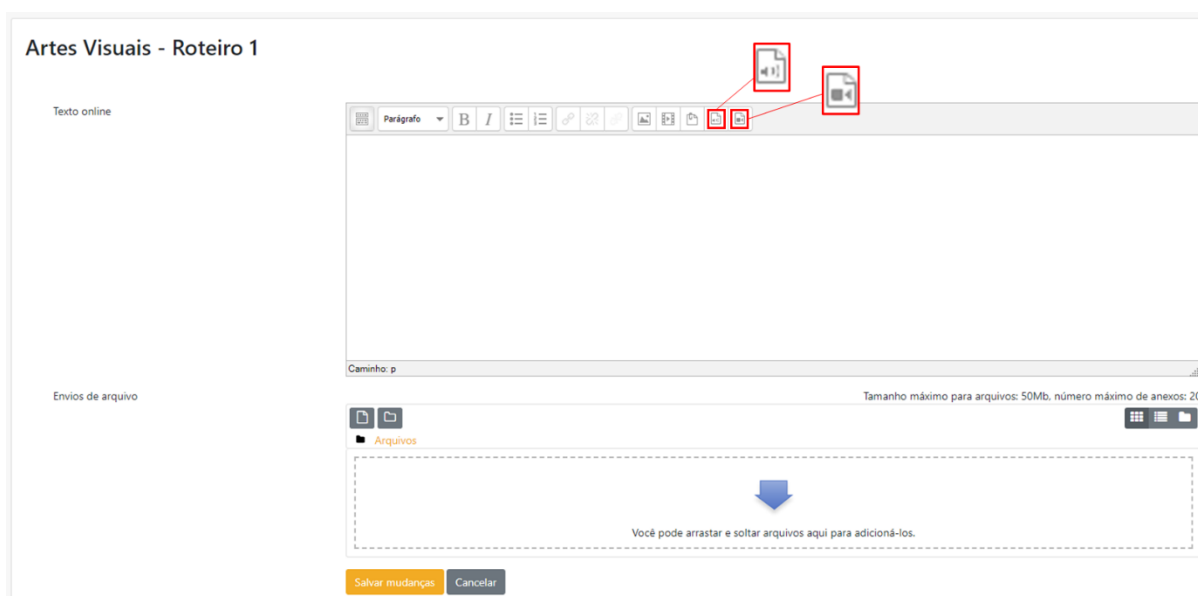 Artes Visuais - Roteiro 1
Texto online
Parágrafo B I
Caminho: p
Envios de arquivo
Tamanho máximo para arquivos: 50Mb, número máximo de anexos: 20
Arquivos
Você pode arrastar e soltar arquivos aqui para adicioná-los.
Salvar mudanças Cancelar